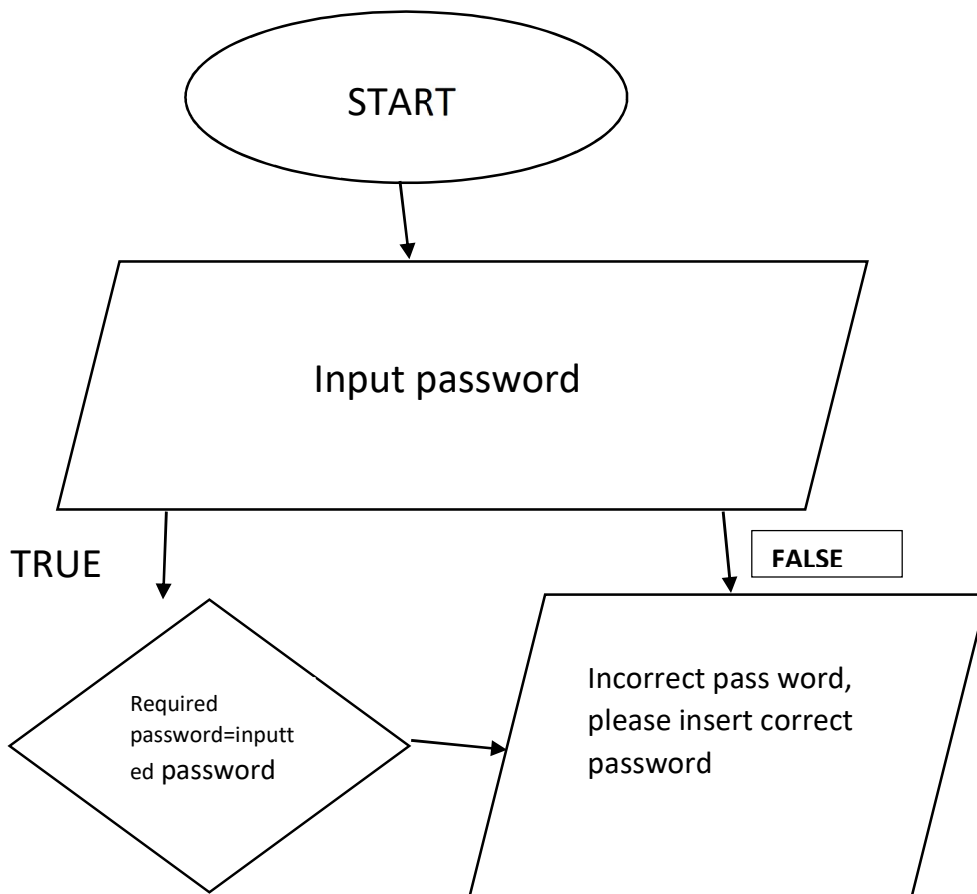 START
Input password
TRUE
FALSE
Required
password=inputt
ed password
Incorrect pass word,
please insert correct
password